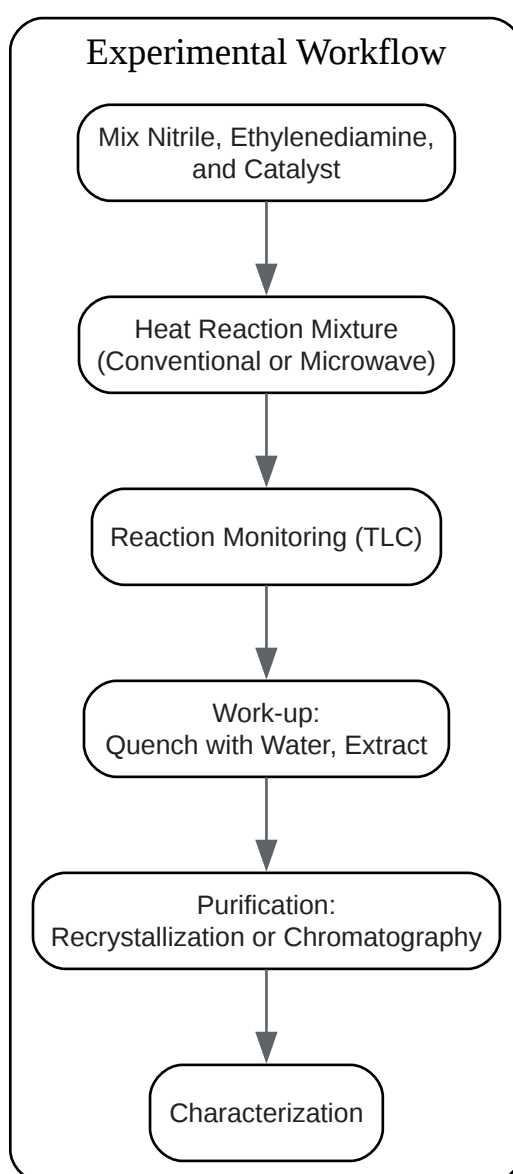 Experimental Workflow
Mix Nitrile, Ethylenediamine,
and Catalyst
Heat Reaction Mixture
(Conventional or Microwave)
Reaction Monitoring (TLC)
Work-up:
Quench with Water, Extract
Purification:
Recrystallization or Chromatography
Characterization